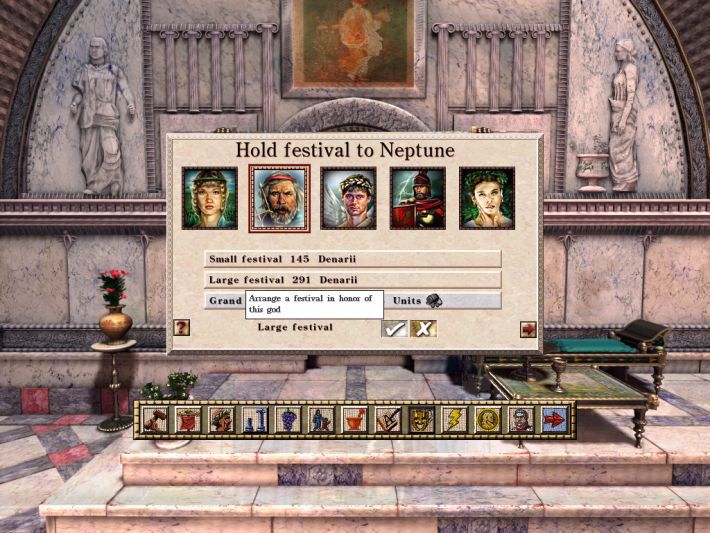 Hold festival to Neptune
Small festival 145 Denarii
Large festival 291 Denarii
Grand
Units
Arrange a festival in honor of
this god
?
Large festival